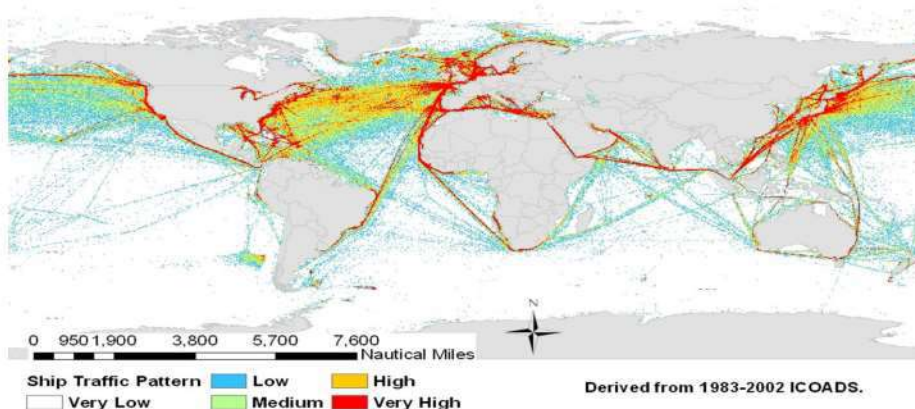 N
0 950 1,900 3,800 5,700 7,600
Nautical Miles
Ship Traffic Pattern Low High
Very Low Medium Very High
Derived from 1983-2002 ICOADS.